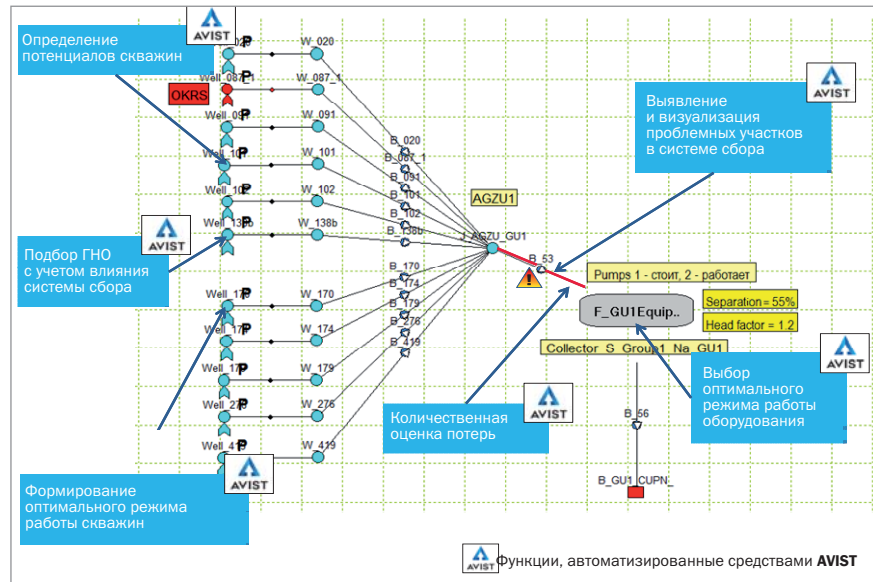 AVIST
Определение
потенциалов скважин
P
W_020
Well_087_1
P
W_087_1
OKRS
P
W_091
P
W_101
P
W_102
P
W_138b
AVIST
Подбор ГНО
с учетом влияния
системы сбора
P
W_170
P
W_174
P
W_179
P
W_276
P
W_419
AVIST
Формирование
оптимального режима
работы скважин
B_020
B_087_1
B_091
B_101
B_102
B_138b
B_170
B_174
B_179
B_276
B_419
AGZU1
J_AGZU_GU1
B_53
AVIST
Выявление
и визуализация
проблемных участков
в системе сбора
Pumps 1 - стоит, 2 - работает
F_GU1Equip..
Separation = 55%
Head factor = 1.2
Collector_S_Group1_Na_GU1
AVIST
Выбор
оптимального
режима работы
оборудования
AVIST
Количественная
оценка потерь
B_56
B_GU1_CUPN_
AVIST
Функции, автоматизированные средствами AVIST